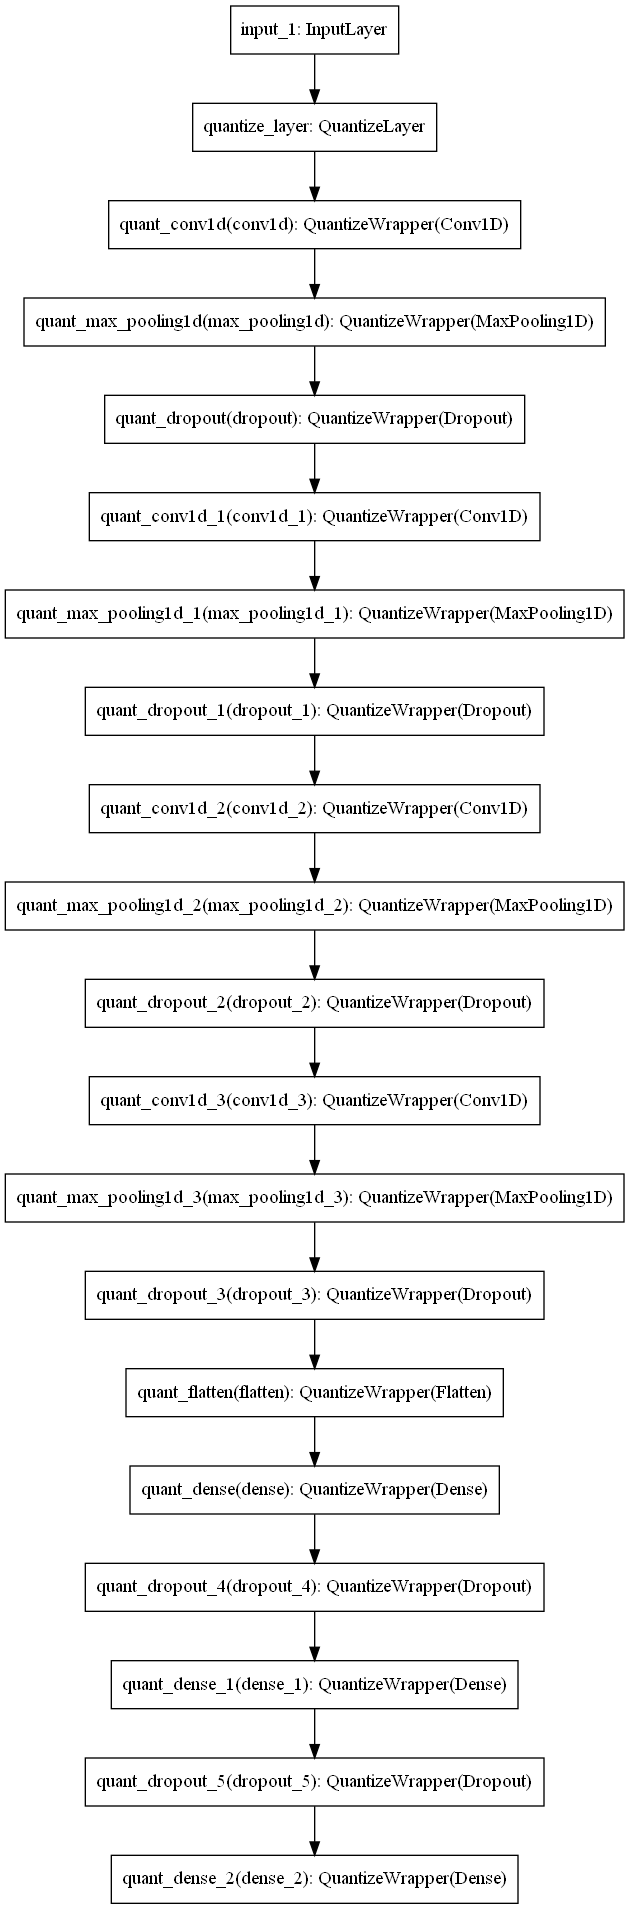 input_1: InputLayer
quantize_layer: QuantizeLayer
quant_conv1d(conv1d): QuantizeWrapper(Conv1D)
quant_max_pooling1d(max_pooling1d): QuantizeWrapper(MaxPooling1D)
quant_dropout(dropout): QuantizeWrapper(Dropout)
quant_conv1d_1(conv1d_1): QuantizeWrapper(Conv1D)
quant_max_pooling1d_1(max_pooling1d_1): QuantizeWrapper(MaxPooling1D)
quant_dropout_1(dropout_1): QuantizeWrapper(Dropout)
quant_conv1d_2(conv1d_2): QuantizeWrapper(Conv1D)
quant_max_pooling1d_2(max_pooling1d_2): QuantizeWrapper(MaxPooling1D)
quant_dropout_2(dropout_2): QuantizeWrapper(Dropout)
quant_conv1d_3(conv1d_3): QuantizeWrapper(Conv1D)
quant_max_pooling1d_3(max_pooling1d_3): QuantizeWrapper(MaxPooling1D)
quant_dropout_3(dropout_3): QuantizeWrapper(Dropout)
quant_flatten(flatten): QuantizeWrapper(Flatten)
quant_dense(dense): QuantizeWrapper(Dense)
quant_dropout_4(dropout_4): QuantizeWrapper(Dropout)
quant_dense_1(dense_1): QuantizeWrapper(Dense)
quant_dropout_5(dropout_5): QuantizeWrapper(Dropout)
quant_dense_2(dense_2): QuantizeWrapper(Dense)